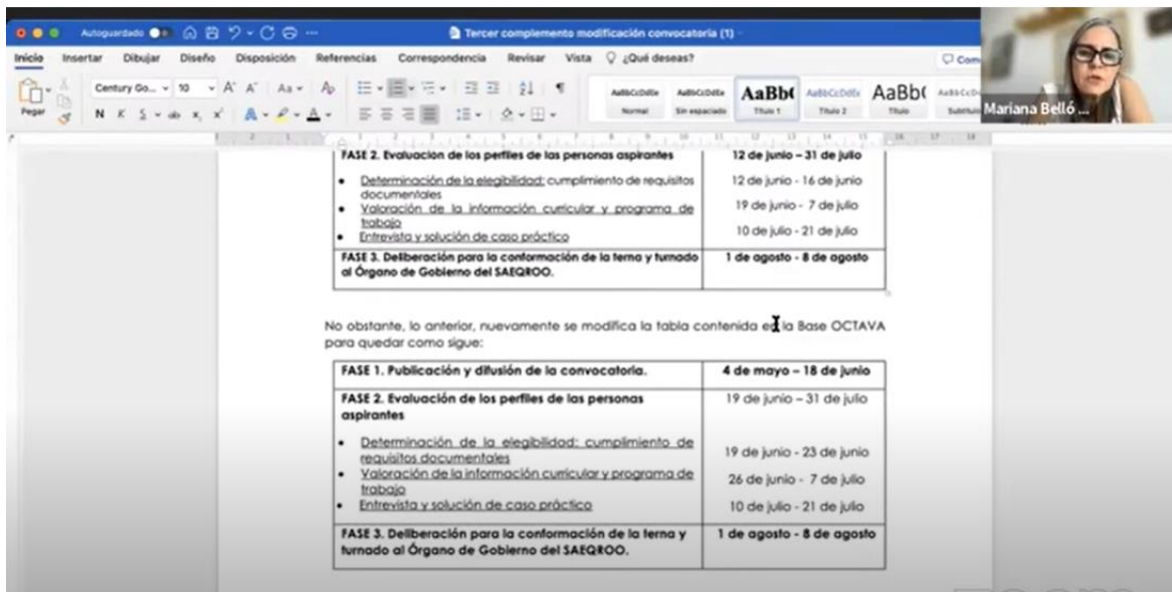 Autoguardado
Tercer complemento modificación convocatoria (1)
Inicio Insertar Dibujar Diseño Disposición Referencias Correspondencia Revisar Vista ¿Qué deseas?
Com
Mariana Belló ...
Pegar
Century Go... 10
AaBbCcDdEe AaBbCcDdEe AaBb( AaBbCcDdEe AaBb(
Normal Sin espaciado Título 1 Título 2 Título
FASE 2. Evaluación de los perfiles de las personas aspirantes 12 de junio – 31 de julio
• Determinación de la elegibilidad: cumplimiento de requisitos documentales 12 de junio - 16 de junio
• Valoración de la información curricular y programa de trabajo 19 de junio - 7 de julio
• Entrevista y solución de caso práctico 10 de julio - 21 de julio
FASE 3. Deliberación para la conformación de la terna y turnado 1 de agosto - 8 de agosto
al Órgano de Gobierno del SAEQROO.
No obstante, lo anterior, nuevamente se modifica la tabla contenida en la Base OCTAVA
para quedar como sigue:
FASE 1. Publicación y difusión de la convocatoria. 4 de mayo – 18 de junio
FASE 2. Evaluación de los perfiles de las personas 19 de junio – 31 de julio
aspirantes
• Determinación de la elegibilidad: cumplimiento de
requisitos documentales 19 de junio - 23 de junio
• Valoración de la información curricular y programa de
trabajo 26 de junio - 7 de julio
• Entrevista y solución de caso práctico 10 de julio - 21 de julio
FASE 3. Deliberación para la conformación de la terna y 1 de agosto - 8 de agosto
turnado al Órgano de Gobierno del SAEQROO.